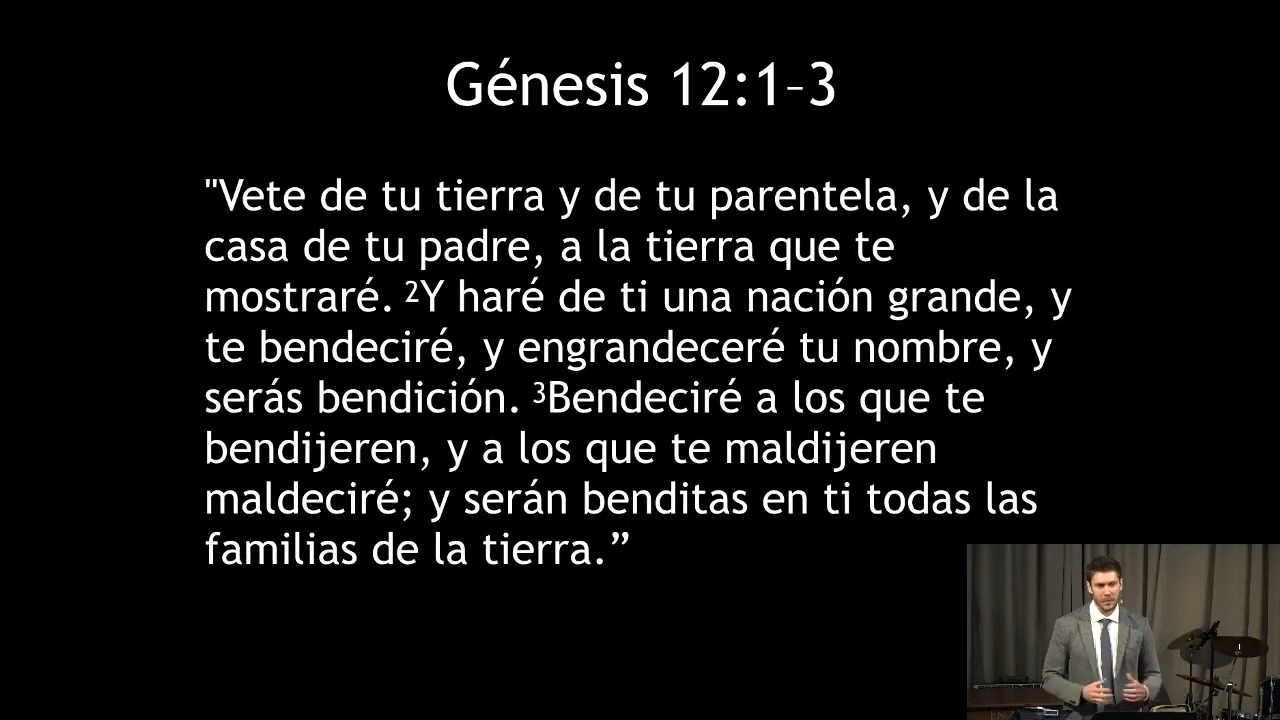 Génesis 12:1–3
"Vete de tu tierra y de tu parentela, y de la
casa de tu padre, a la tierra que te
mostraré. ²Y haré de ti una nación grande, y
te bendeciré, y engrandeceré tu nombre, y
serás bendición. ³Bendeciré a los que te
bendijeren, y a los que te maldijeren
maldeciré; y serán benditas en ti todas las
familias de la tierra.”